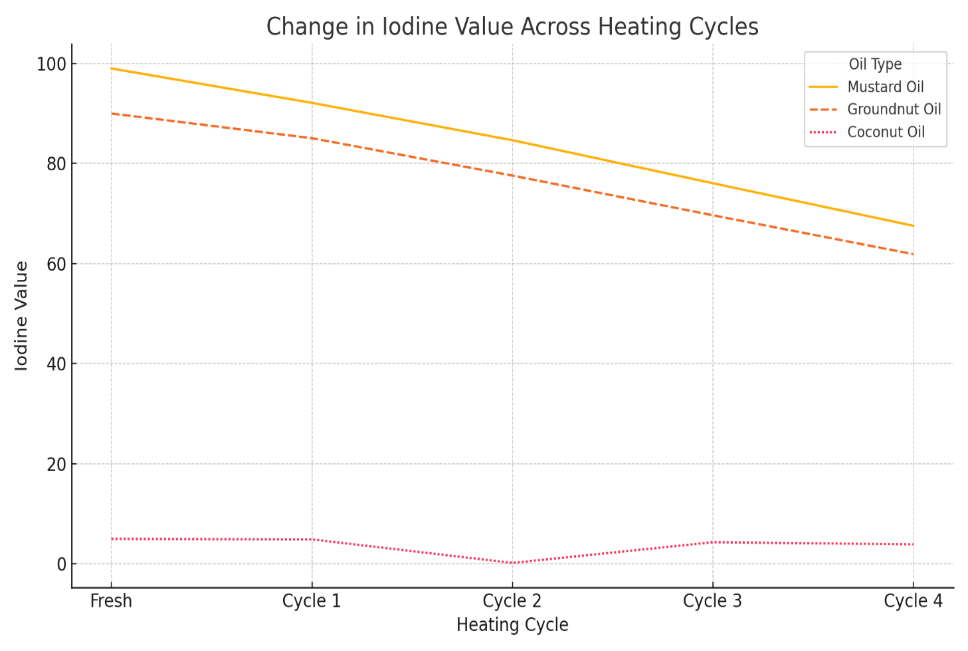 Change in Iodine Value Across Heating Cycles
Oil Type
Mustard Oil
Groundnut Oil
Coconut Oil
Iodine Value
100
80
60
40
20
0
Fresh Cycle 1 Cycle 2 Cycle 3 Cycle 4
Heating Cycle